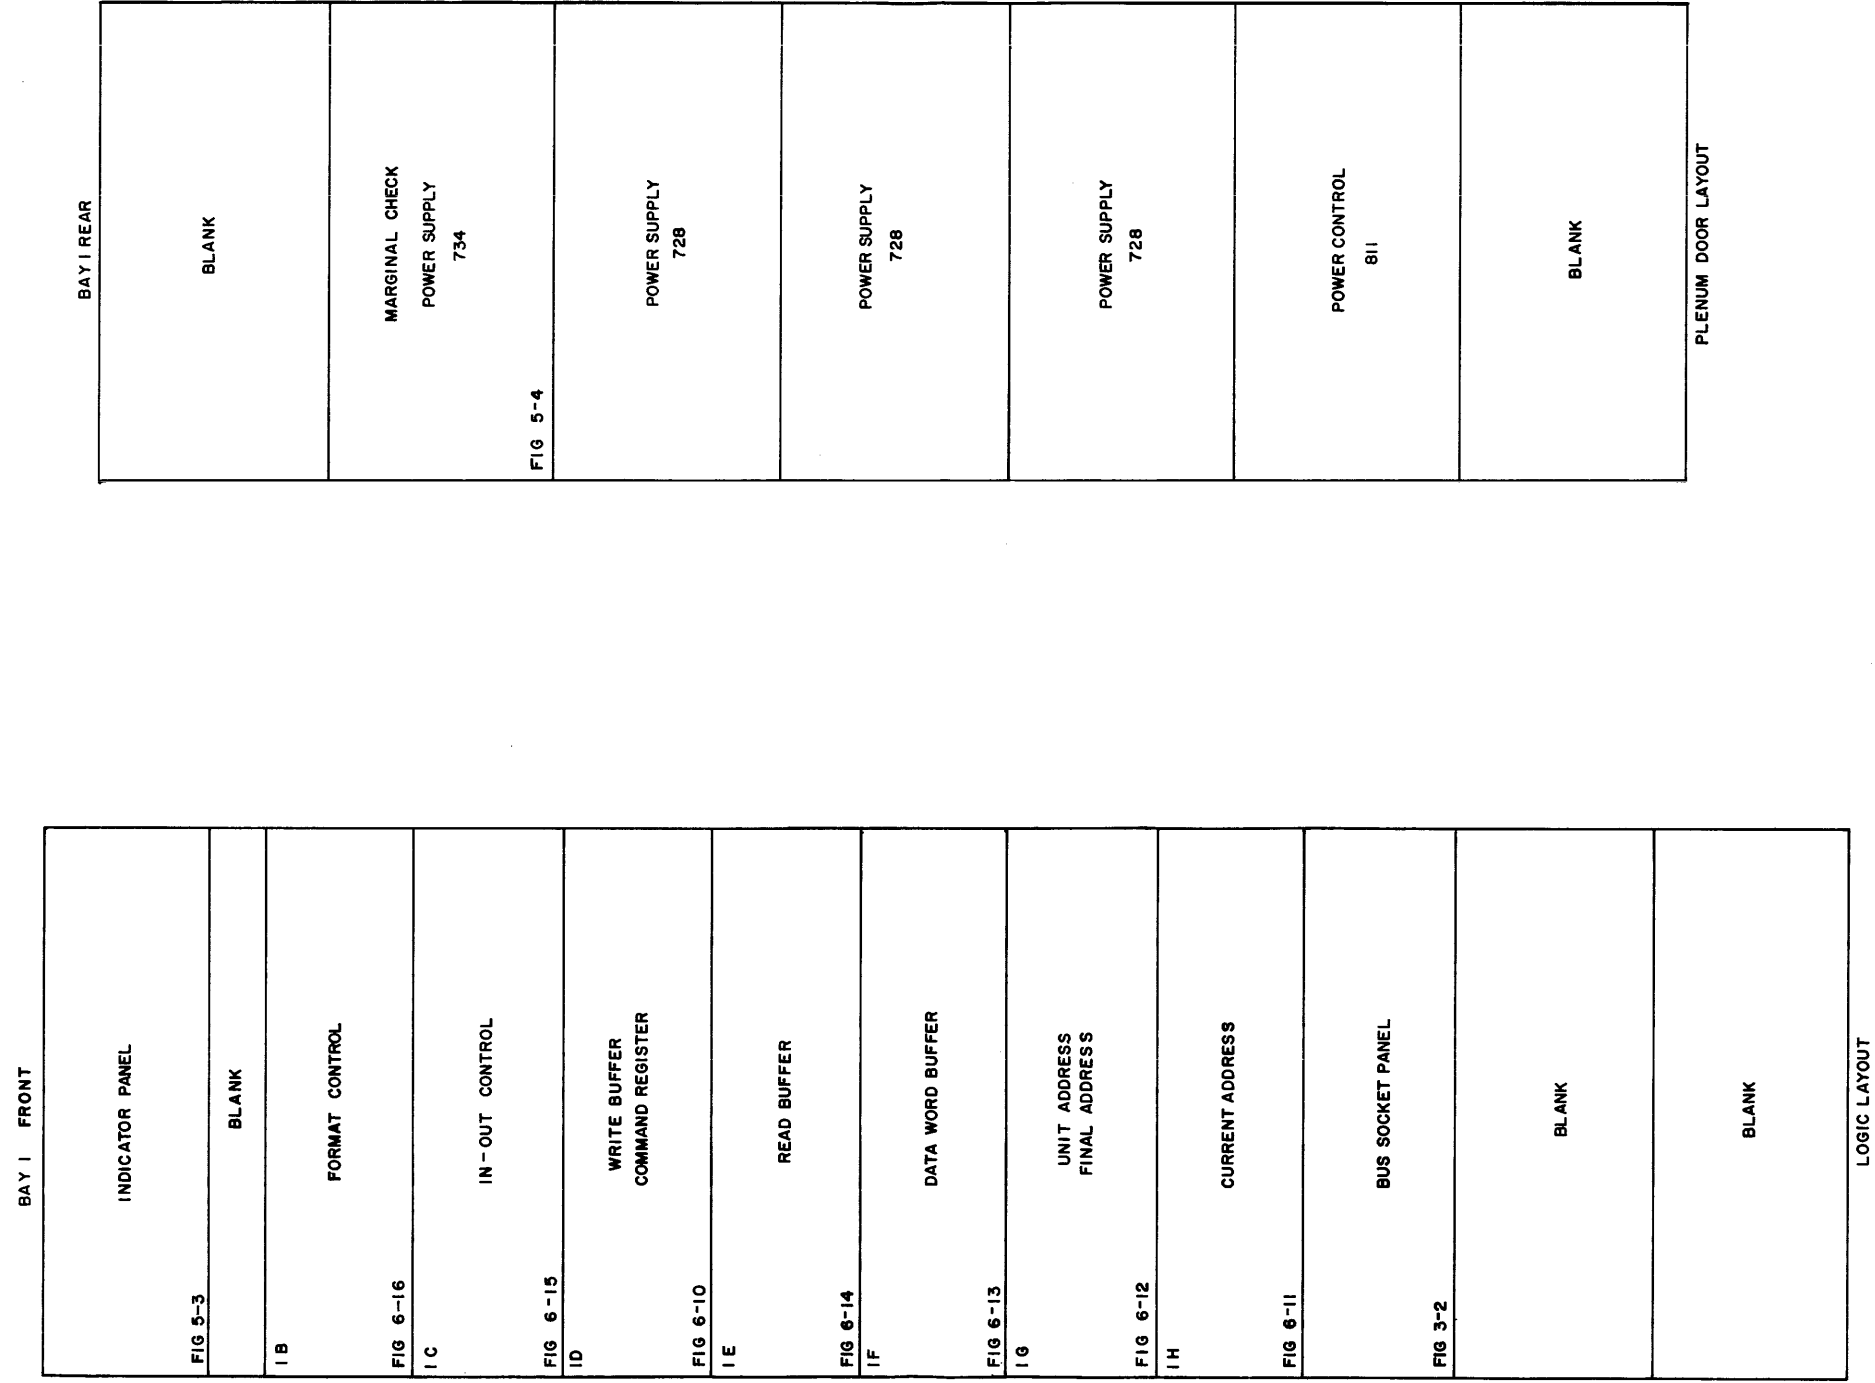 BAY 1 FRONT
INDICATOR PANEL
FIG 5-3
BLANK
1B
FORMAT CONTROL
FIG 6-16
1C
IN-OUT CONTROL
FIG 6-15
1D
WRITE BUFFER
COMMAND REGISTER
FIG 6-10
1E
READ BUFFER
FIG 6-14
1F
DATA WORD BUFFER
FIG 6-13
1G
UNIT ADDRESS
FINAL ADDRESS
FIG 6-12
1H
CURRENT ADDRESS
FIG 6-11
BUS SOCKET PANEL
FIG 3-2
BLANK
BLANK
LOGIC LAYOUT
BAY 1 REAR
BLANK
MARGINAL CHECK
POWER SUPPLY
734
FIG 5-4
POWER SUPPLY
728
POWER SUPPLY
728
POWER SUPPLY
728
POWER CONTROL
811
BLANK
PLENUM DOOR LAYOUT